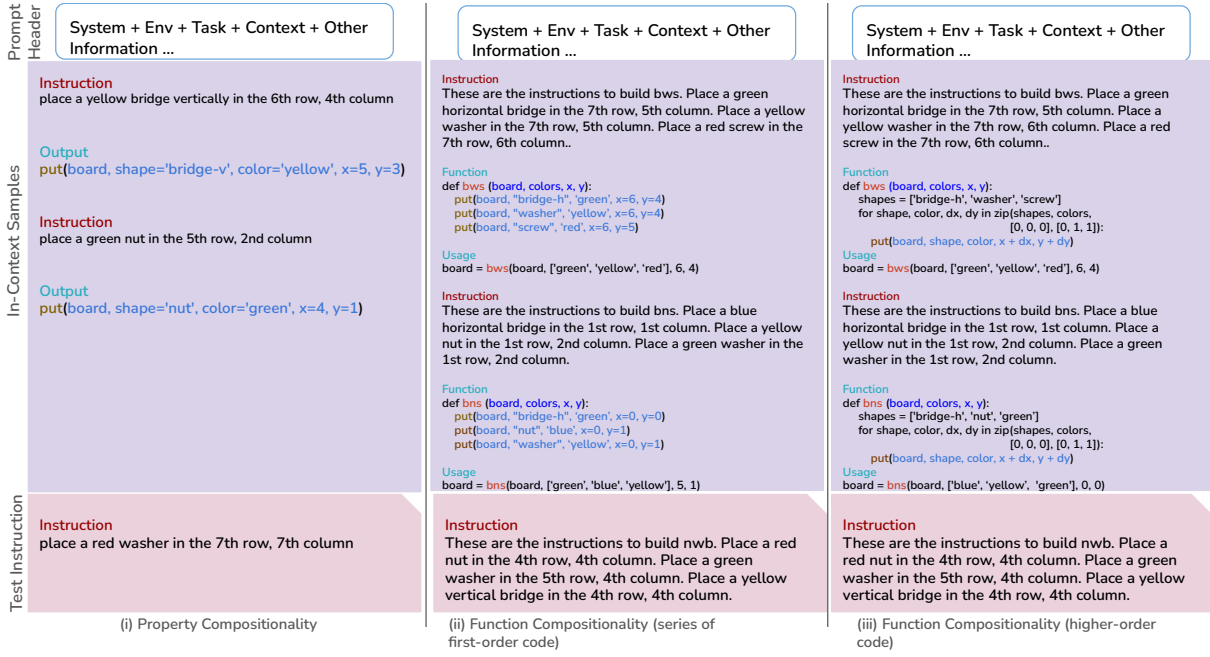 Prompt
Header
System + Env + Task + Context + Other
Information ...
System + Env + Task + Context + Other
Information ...
System + Env + Task + Context + Other
Information ...
In-Context Samples
Instruction
place a yellow bridge vertically in the 6th row, 4th column
Output
put(board, shape='bridge-v', color='yellow', x=5, y=3)
Instruction
place a green nut in the 5th row, 2nd column
Output
put(board, shape='nut', color='green', x=4, y=1)
Instruction
These are the instructions to build bws. Place a green
horizontal bridge in the 7th row, 5th column. Place a yellow
washer in the 7th row, 5th column. Place a red screw in the
7th row, 6th column..
Function
def bws (board, colors, x, y):
put(board, "bridge-h", 'green', x=6, y=4)
put(board, "washer", 'yellow', x=6, y=4)
put(board, "screw", 'red', x=6, y=5)
Usage
board = bws(board, ['green', 'yellow', 'red'], 6, 4)
Instruction
These are the instructions to build bns. Place a blue
horizontal bridge in the 1st row, 1st column. Place a yellow
nut in the 1st row, 2nd column. Place a green washer in the
1st row, 2nd column.
Function
def bns (board, colors, x, y):
put(board, "bridge-h", 'green', x=0, y=0)
put(board, "nut", 'blue', x=0, y=1)
put(board, "washer", 'yellow', x=0, y=1)
Usage
board = bns(board, ['green', 'blue', 'yellow'], 5, 1)
Instruction
These are the instructions to build bws. Place a green
horizontal bridge in the 7th row, 5th column. Place a
yellow washer in the 7th row, 6th column. Place a red
screw in the 7th row, 6th column..
Function
def bws (board, colors, x, y):
shapes = ['bridge-h', 'washer', 'screw']
for shape, color, dx, dy in zip(shapes, colors,
[0, 0, 0], [0, 1, 1]):
put(board, shape, color, x + dx, y + dy)
Usage
board = bws(board, ['green', 'yellow', 'red'], 6, 4)
Instruction
These are the instructions to build bns. Place a blue
horizontal bridge in the 1st row, 1st column. Place a
yellow nut in the 1st row, 2nd column. Place a green
washer in the 1st row, 2nd column.
Function
def bns (board, colors, x, y):
shapes = ['bridge-h', 'nut', 'green']
for shape, color, dx, dy in zip(shapes, colors,
[0, 0, 0], [0, 1, 1]):
put(board, shape, color, x + dx, y + dy)
Usage
board = bns(board, ['blue', 'yellow', 'green'], 0, 0)
Test Instruction
Instruction
place a red washer in the 7th row, 7th column
Instruction
These are the instructions to build nwb. Place a red
nut in the 4th row, 4th column. Place a green
washer in the 5th row, 4th column. Place a yellow
vertical bridge in the 4th row, 4th column.
Instruction
These are the instructions to build nwb. Place a
red nut in the 4th row, 4th column. Place a green
washer in the 5th row, 4th column. Place a yellow
vertical bridge in the 4th row, 4th column.
(i) Property Compositionality
(ii) Function Compositionality (series of
first-order code)
(iii) Function Compositionality (higher-order
code)